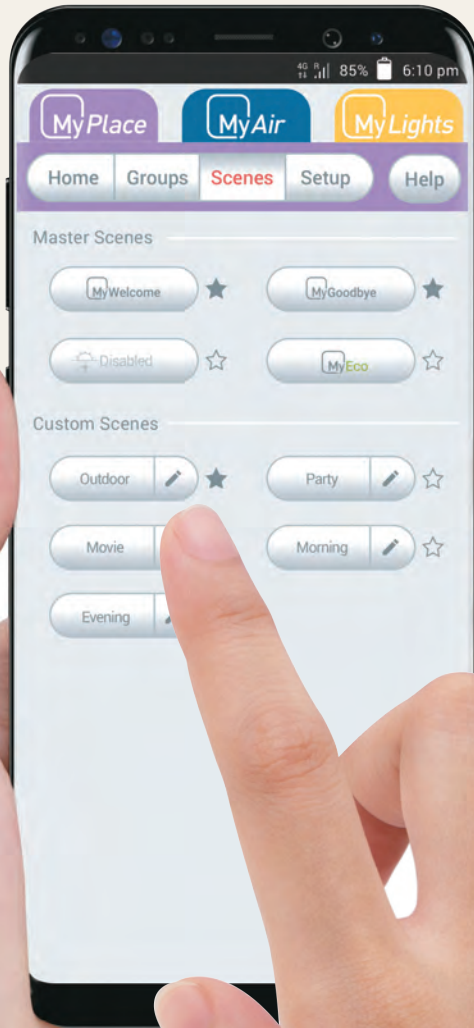 4G R 85% 6:10 pm
MyPlace MyAir MyLights
Home Groups Scenes Setup Help
Master Scenes
MyWelcome MyGoodbye
Disabled MyEco
Custom Scenes
Outdoor Party
Movie Morning
Evening